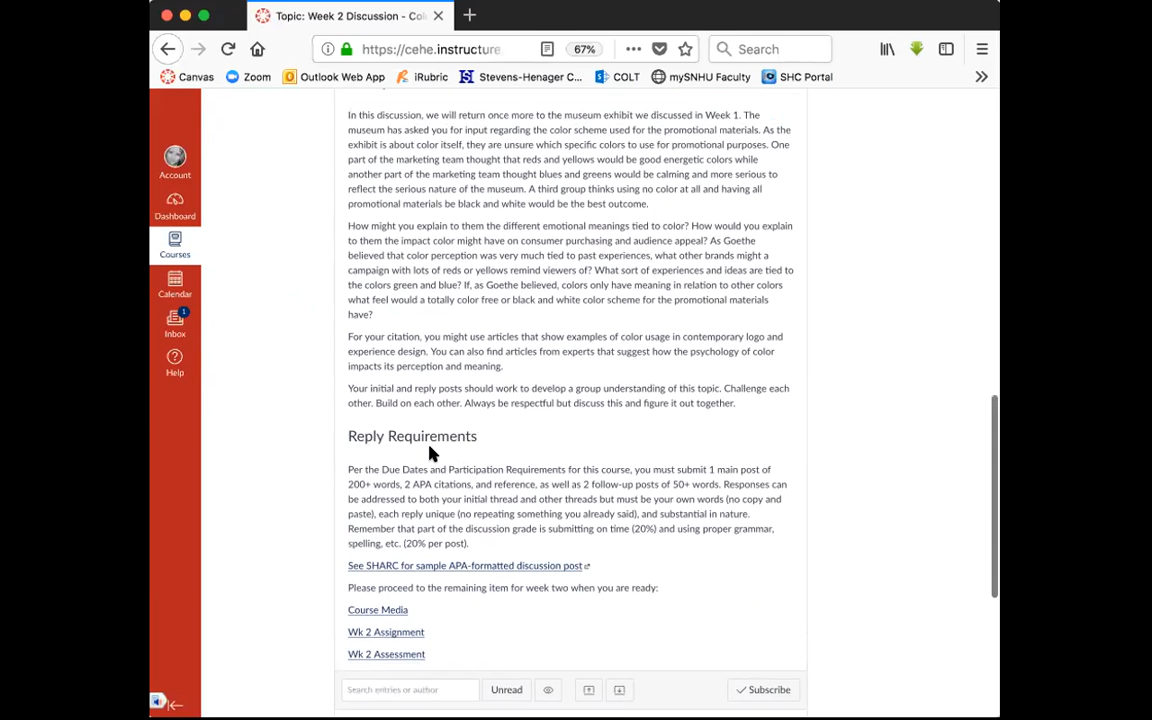 Topic: Week 2 Discussion - Col
https://cehe.instructure.
67%
Search
Canvas
Zoom
Outlook Web App
iRubric
Stevens-Henager C...
COLT
mySNHU Faculty
SHC Portal
In this discussion, we will return once more to the museum exhibit we discussed in Week 1. The
museum has asked you for input regarding the color scheme used for the promotional materials. As the
exhibit is about color itself, they are unsure which specific colors to use for promotional purposes. One
part of the marketing team thought that reds and yellows would be good energetic colors while
another part of the marketing team thought blues and greens would be calming and more serious to
reflect the serious nature of the museum. A third group thinks using no color at all and having all
promotional materials be black and white would be the best outcome.
How might you explain to them the different emotional meanings tied to color? How would you explain
to them the impact color might have on consumer purchasing and audience appeal? As Goethe
believed that color perception was very much tied to past experiences, what other brands might a
campaign with lots of reds or yellows remind viewers of? What sort of experiences and ideas are tied to
the colors green and blue? If, as Goethe believed, colors only have meaning in relation to other colors
what feel would a totally color free or black and white color scheme for the promotional materials
have?
For your citation, you might use articles that show examples of color usage in contemporary logo and
experience design. You can also find articles from experts that suggest how the psychology of color
impacts its perception and meaning.
Your initial and reply posts should work to develop a group understanding of this topic. Challenge each
other. Build on each other. Always be respectful but discuss this and figure it out together.
Reply Requirements
Per the Due Dates and Participation Requirements for this course, you must submit 1 main post of
200+ words, 2 APA citations, and reference, as well as 2 follow-up posts of 50+ words. Responses can
be addressed to both your initial thread and other threads but must be your own words (no copy and
paste), each reply unique (no repeating something you already said), and substantial in nature.
Remember that part of the discussion grade is submitting on time (20%) and using proper grammar,
spelling, etc. (20% per post).
See SHARC for sample APA-formatted discussion post
Please proceed to the remaining item for week two when you are ready:
Course Media
Wk 2 Assignment
Wk 2 Assessment
Search entries or author
Unread
Subscribe
Account
Dashboard
Courses
Calendar
1
Inbox
Help